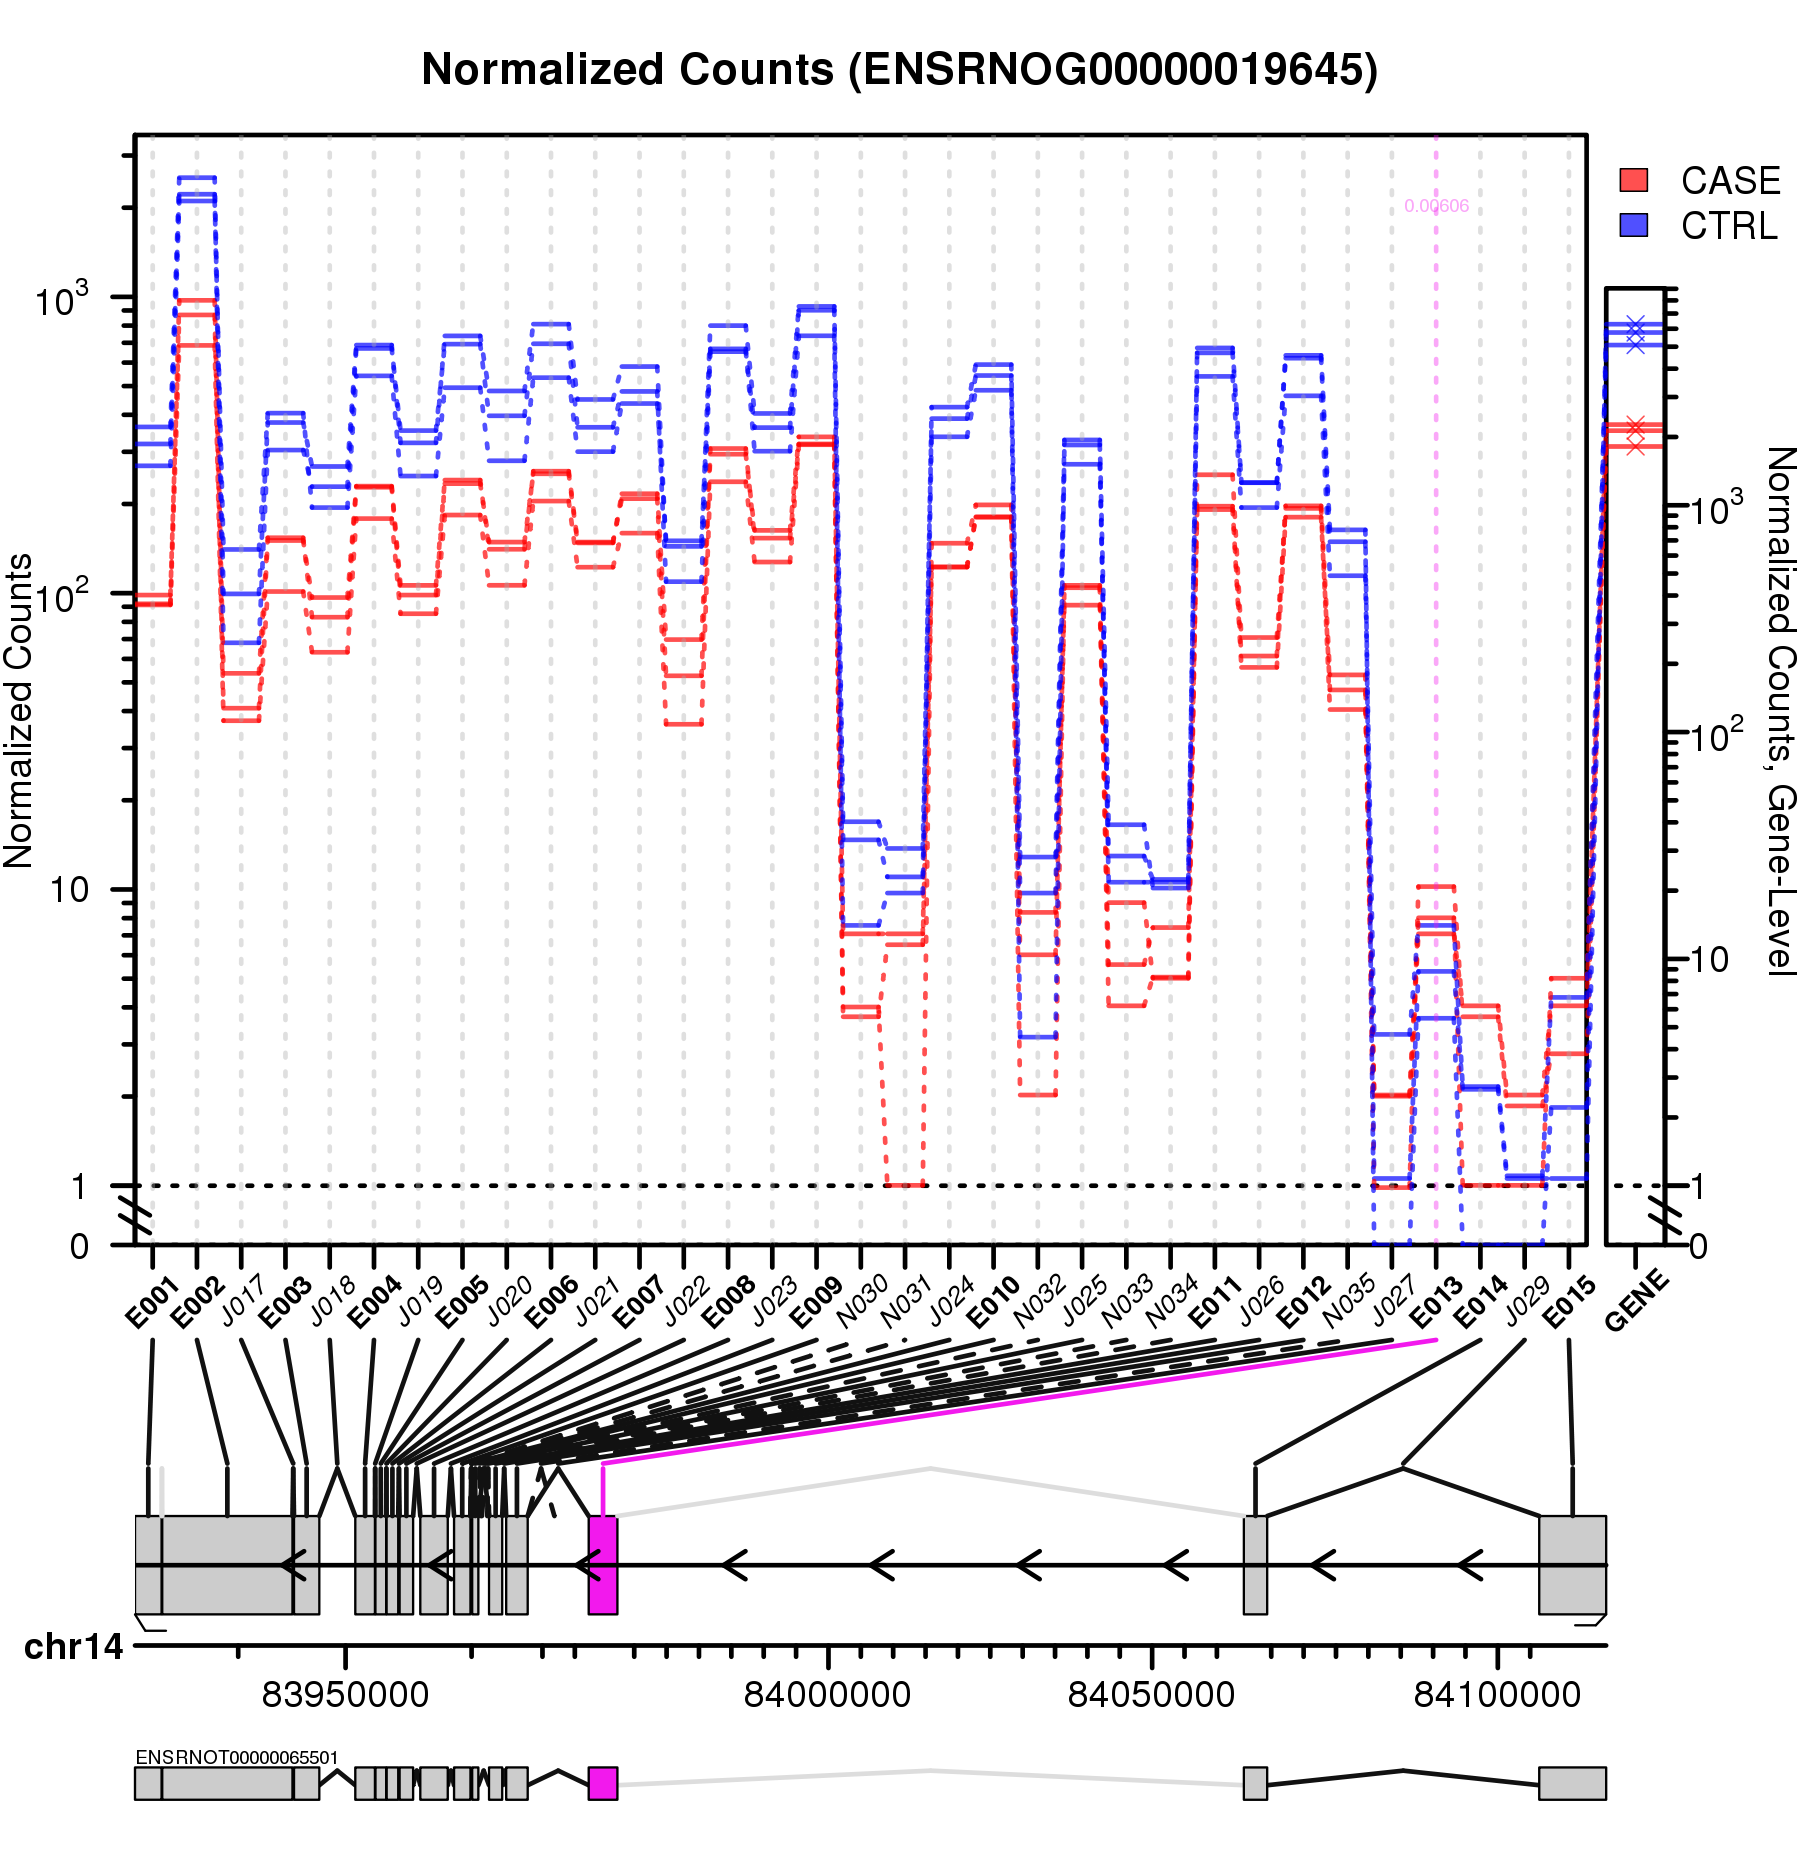 Normalized Counts (ENSRNOG00000019645)
CASE
CTRL
0.00606
Normalized Counts
10³
10²
10
1
0
Normalized Counts, Gene-Level
10³
10²
10
1
0
E001 E002 J017 E003 J018 E004 J019 E005 J020 E006 J021 E007 J022 E008 J023 E009 N030 N031 J024 E010 N032 J025 N033 N034 E011 J026 E012 N035 J027 E013 E014 J029 E015 GENE
chr14
83950000 84000000 84050000 84100000
ENSRNOT00000065501